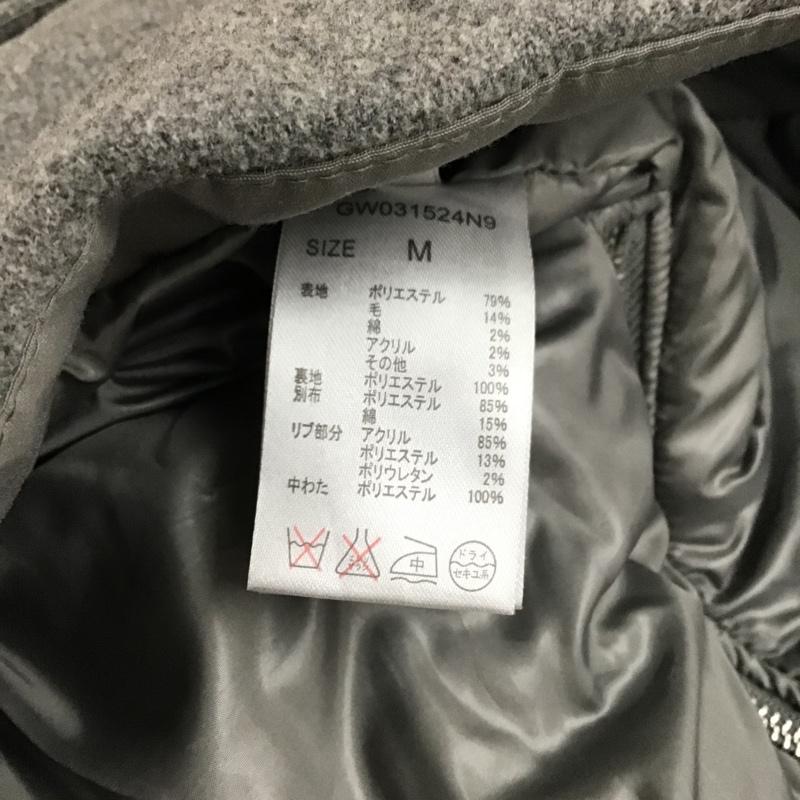 GW031524N9
SIZE M
表地 ポリエステル 79%
毛 14%
綿 2%
アクリル 2%
その他 3%
裏地 ポリエステル 100%
別布 ポリエステル 85%
綿 15%
リブ部分 アクリル 85%
ポリエステル 13%
ポリウレタン 2%
中わた ポリエステル 100%
中
ドライ
セキユ系